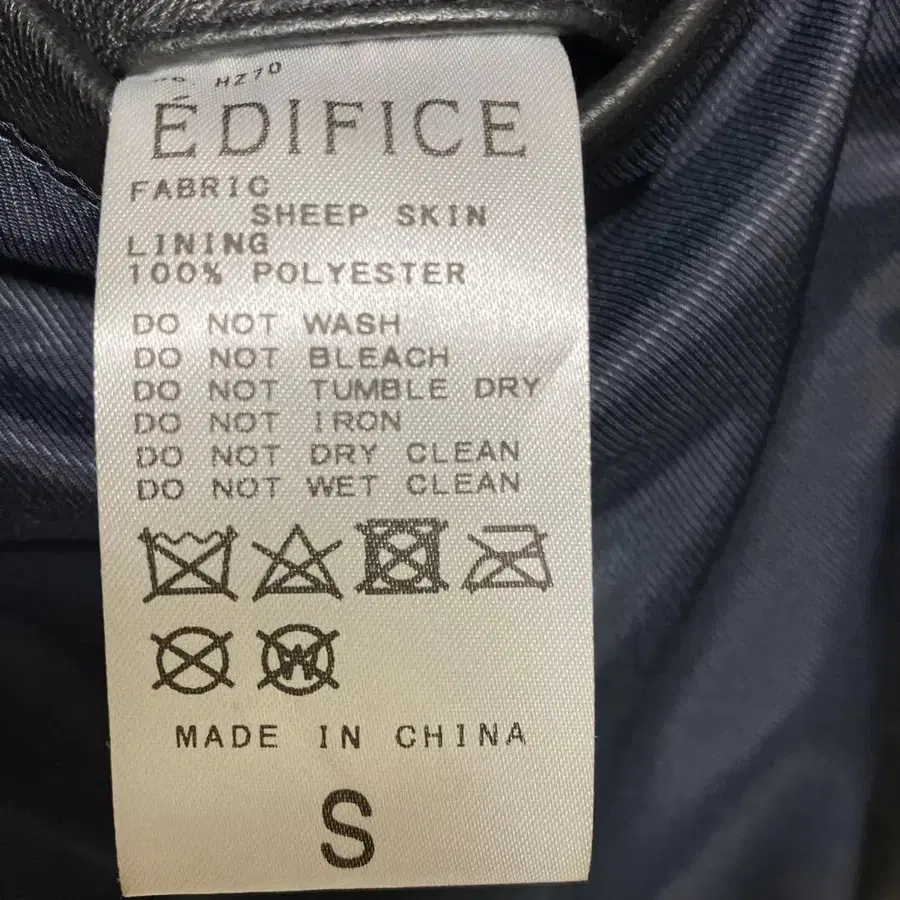 HZ70
ÉDIFICE
FABRIC
SHEEP SKIN
LINING
100% POLYESTER
DO NOT WASH
DO NOT BLEACH
DO NOT TUMBLE DRY
DO NOT IRON
DO NOT DRY CLEAN
DO NOT WET CLEAN
W
MADE IN CHINA
S